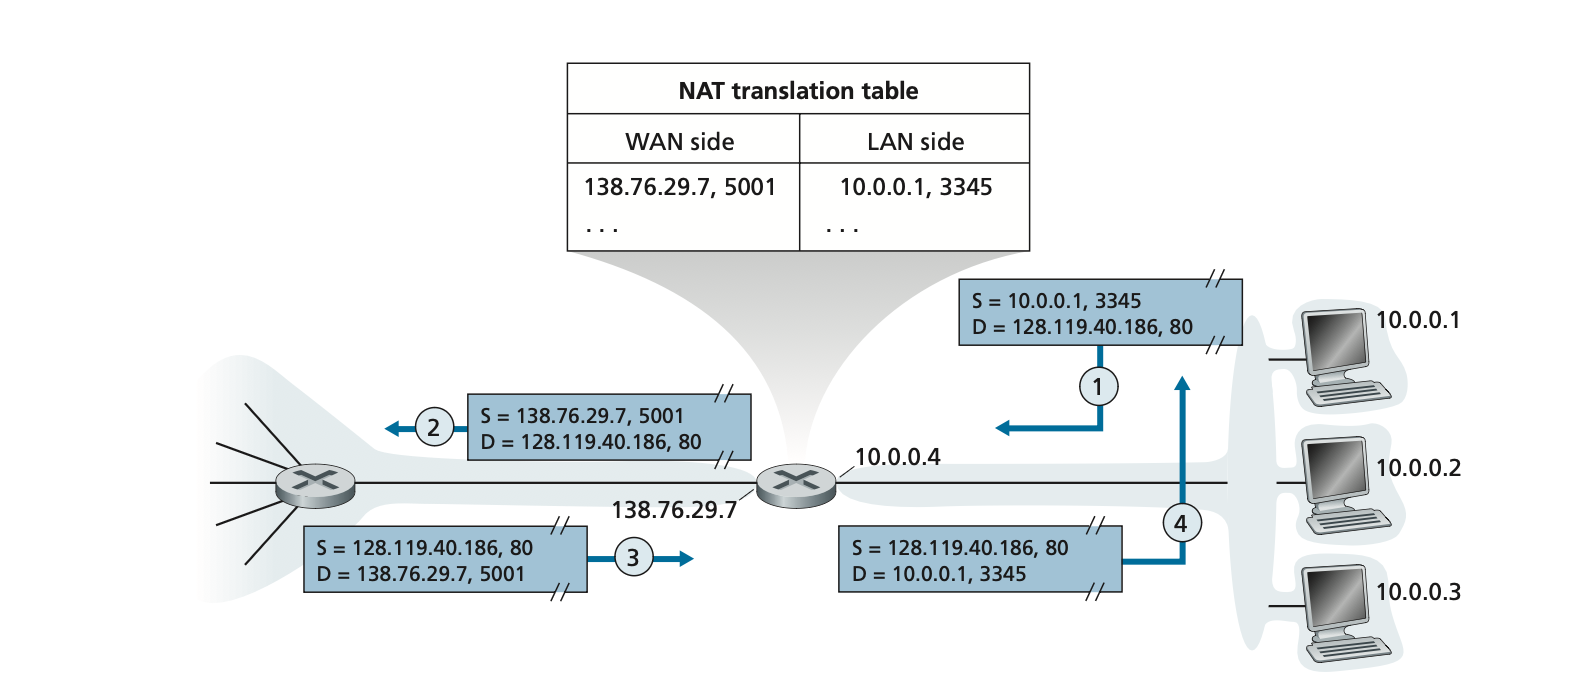 NAT translation table
WAN side LAN side
138.76.29.7, 5001 10.0.0.1, 3345
. . . . . .
S = 10.0.0.1, 3345
D = 128.119.40.186, 80
10.0.0.1
1
S = 138.76.29.7, 5001
D = 128.119.40.186, 80
2
10.0.0.4
10.0.0.2
138.76.29.7
4
S = 128.119.40.186, 80
D = 138.76.29.7, 5001
3
S = 128.119.40.186, 80
D = 10.0.0.1, 3345
10.0.0.3